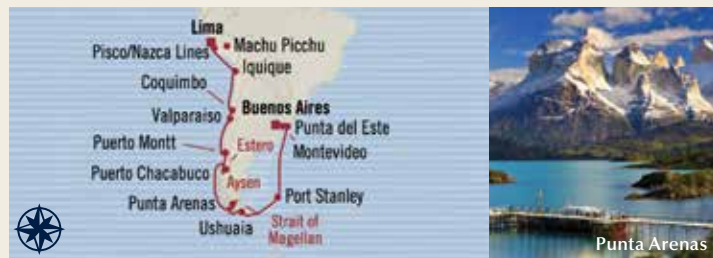 Lima
Machu Picchu
Pisco/Nazca Lines
Iquique
Coquimbo
Buenos Aires
Valparaiso
Punta del Este
Montevideo
Puerto Montt
Estero
Aysen
Puerto Chacabuco
Port Stanley
Punta Arenas
Strait of
Magellan
Ushuaia
Punta Arenas